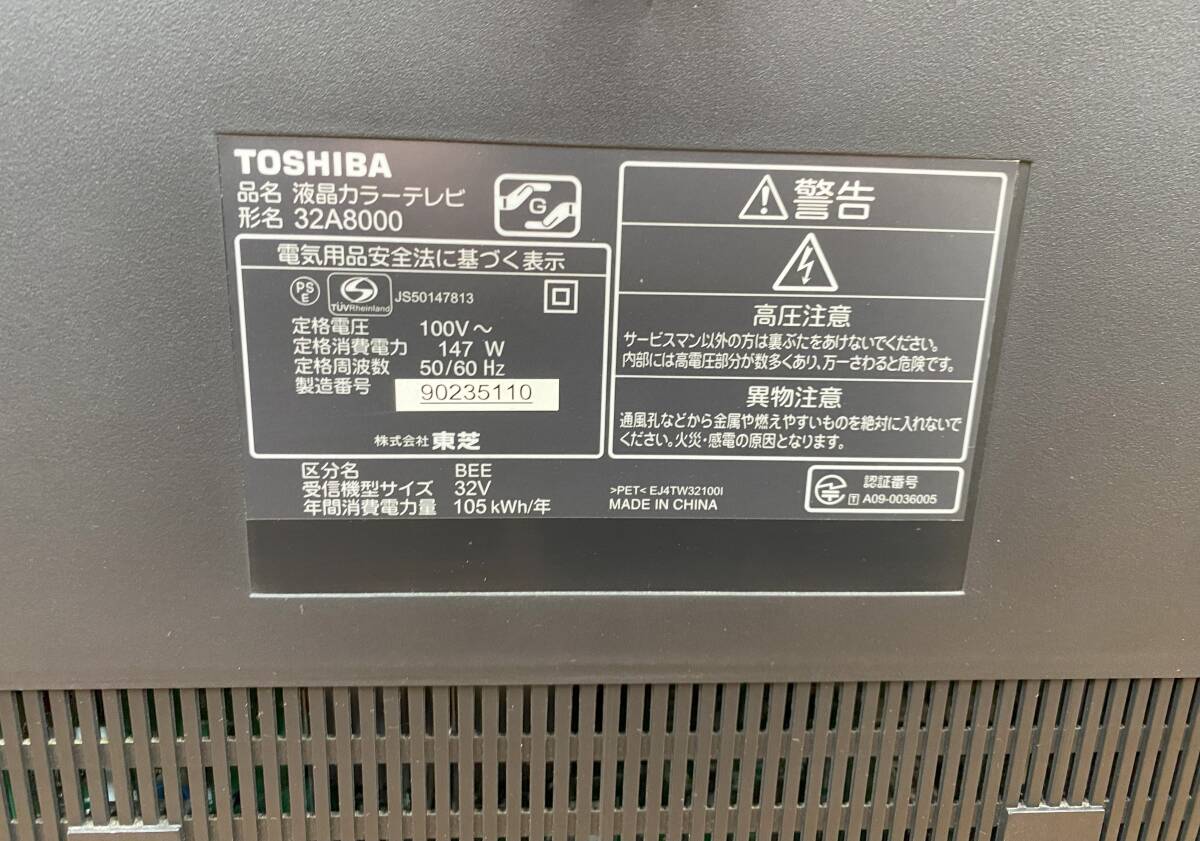 TOSHIBA
品名 液晶カラーテレビ
形名 32A8000
G
電気用品安全法に基づく表示
PS
E
TÜVRheinland
JS50147813
定格電圧 100V～
定格消費電力 147 W
定格周波数 50/60 Hz
製造番号 90235110
株式会社 東芝
区分名 BEE
受信機型サイズ 32V
年間消費電力量 105 kWh/年
警告
高圧注意
サービスマン以外の方は裏ぶたをあけないでください。
内部には高電圧部分が数多くあり、万一さわると危険です。
異物注意
通風孔などから金属や燃えやすいものを絶対に入れないで
ください。火災・感電の原因となります。
>PET< EJ4TW32100I
MADE IN CHINA
認証番号
T A09-0036005